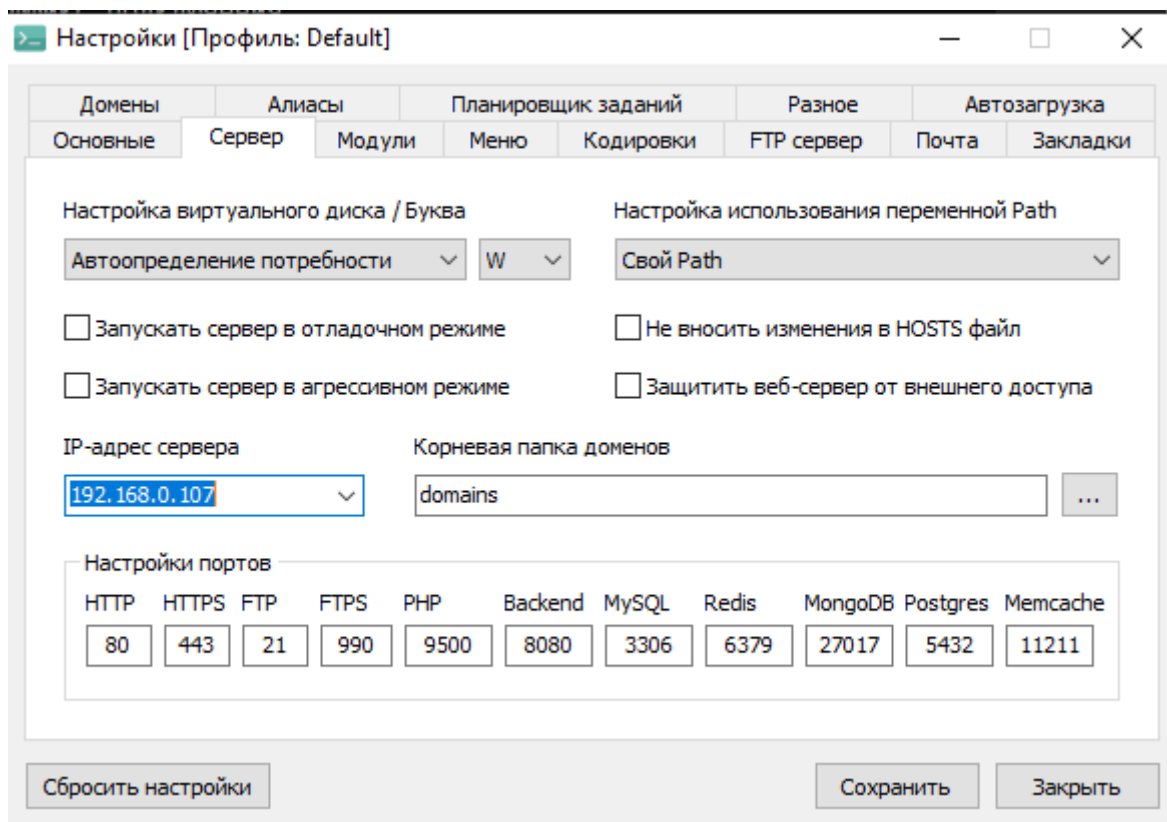 Настройки [Профиль: Default]
Домены Алиасы Планировщик заданий Разное Автозагрузка
Основные Сервер Модули Меню Кодировки FTP сервер Почта Закладки
Настройка виртуального диска / Буква Настройка использования переменной Path
Автоопределение потребности W Свой Path
Запускать сервер в отладочном режиме Не вносить изменения в HOSTS файл
Запускать сервер в агрессивном режиме Защитить веб-сервер от внешнего доступа
IP-адрес сервера Корневая папка доменов
192.168.0.107 domains ...
Настройки портов
HTTP HTTPS FTP FTPS PHP Backend MySQL Redis MongoDB Postgres Memcache
80 443 21 990 9500 8080 3306 6379 27017 5432 11211
Сбросить настройки Сохранить Закрыть